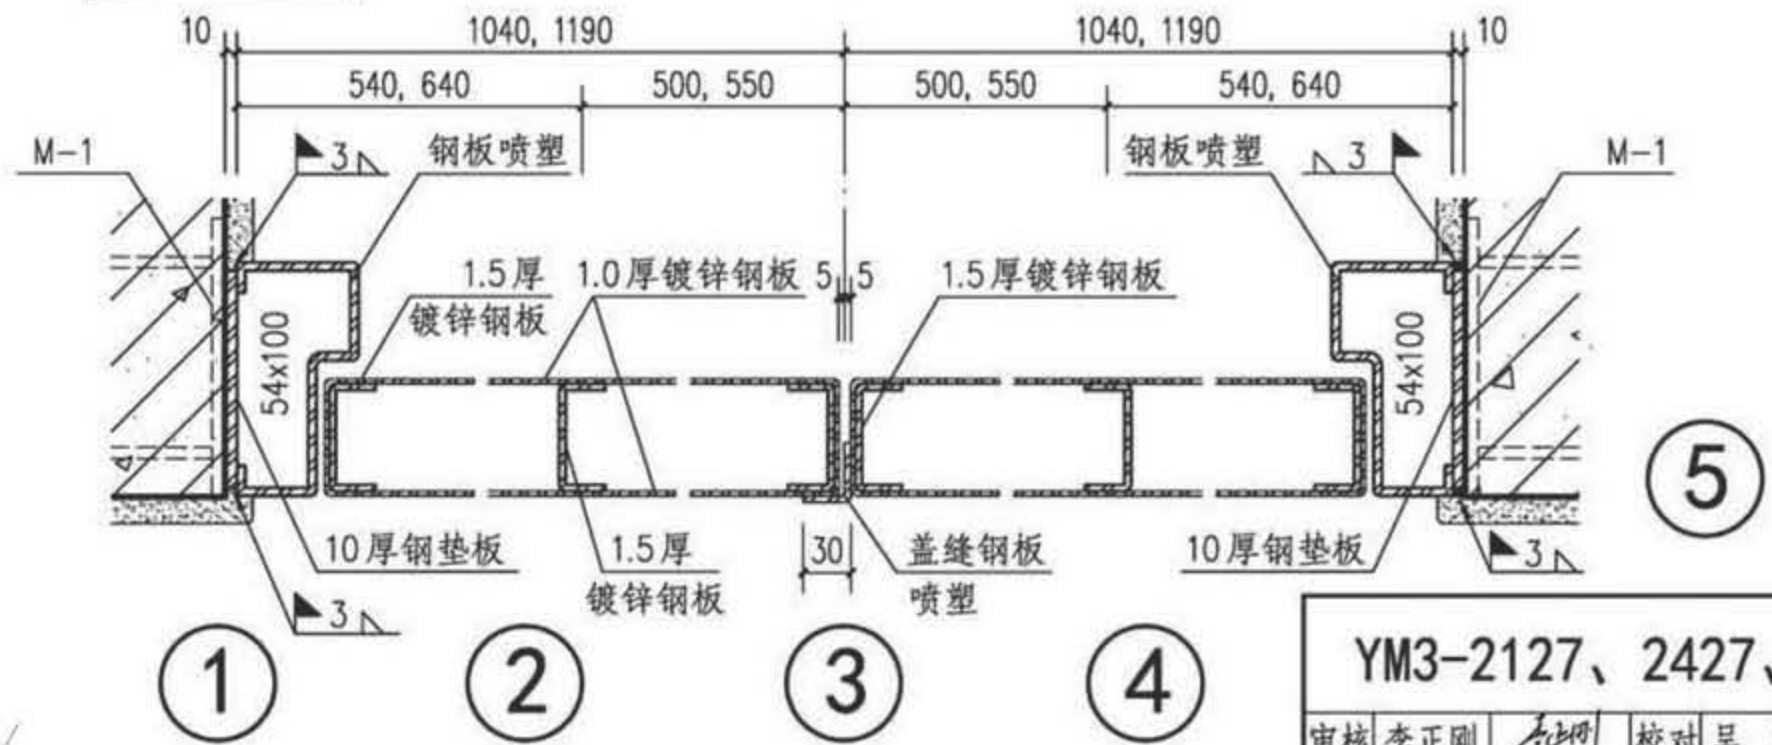 10 1040, 1190 1040, 1190 10
540, 640 500, 550 500, 550 540, 640
M-1 3 钢板喷塑 钢板喷塑 3 M-1
1.5厚 1.0厚镀锌钢板 5 5 1.5厚镀锌钢板
镀锌钢板
54x100 54x100
10厚钢垫板 1.5厚 30 盖缝钢板 10厚钢垫板 3
镀锌钢板 喷塑
3
1 2 3 4 5
YM3-2127、2427、
审核 李正刚 校对 吴